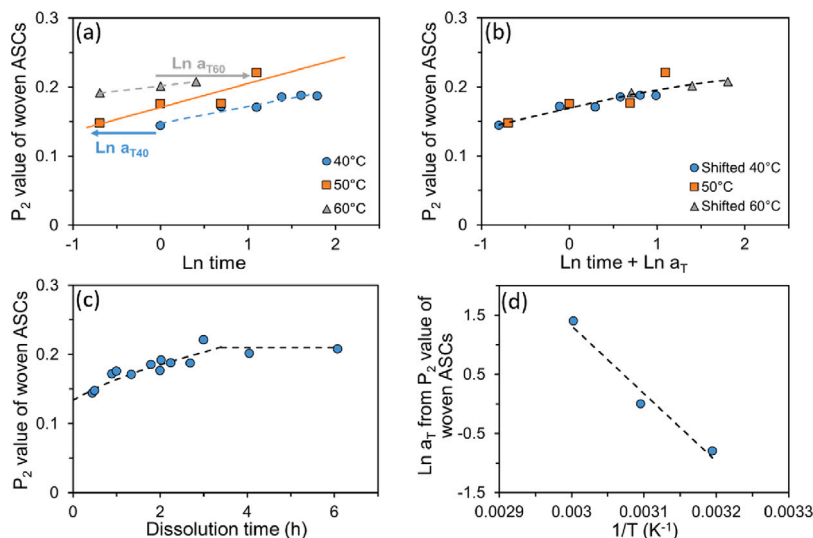 (a)
P2 value of woven ASCs
0.3
0.2
0.1
0
-1
0
1
2
Ln time
Ln aT60
Ln aT40
40°C
50°C
60°C
(b)
P2 value of woven ASCs
0.3
0.2
0.1
0
-1
0
1
2
Ln time + Ln aT
Shifted 40°C
50°C
Shifted 60°C
(c)
P2 value of woven ASCs
0.3
0.2
0.1
0
0
2
4
6
Dissolution time (h)
(d)
Ln aT from P2 value of
woven ASCs
1.5
0.5
-0.5
-1.5
0.0029
0.003
0.0031
0.0032
0.0033
1/T (K-1)